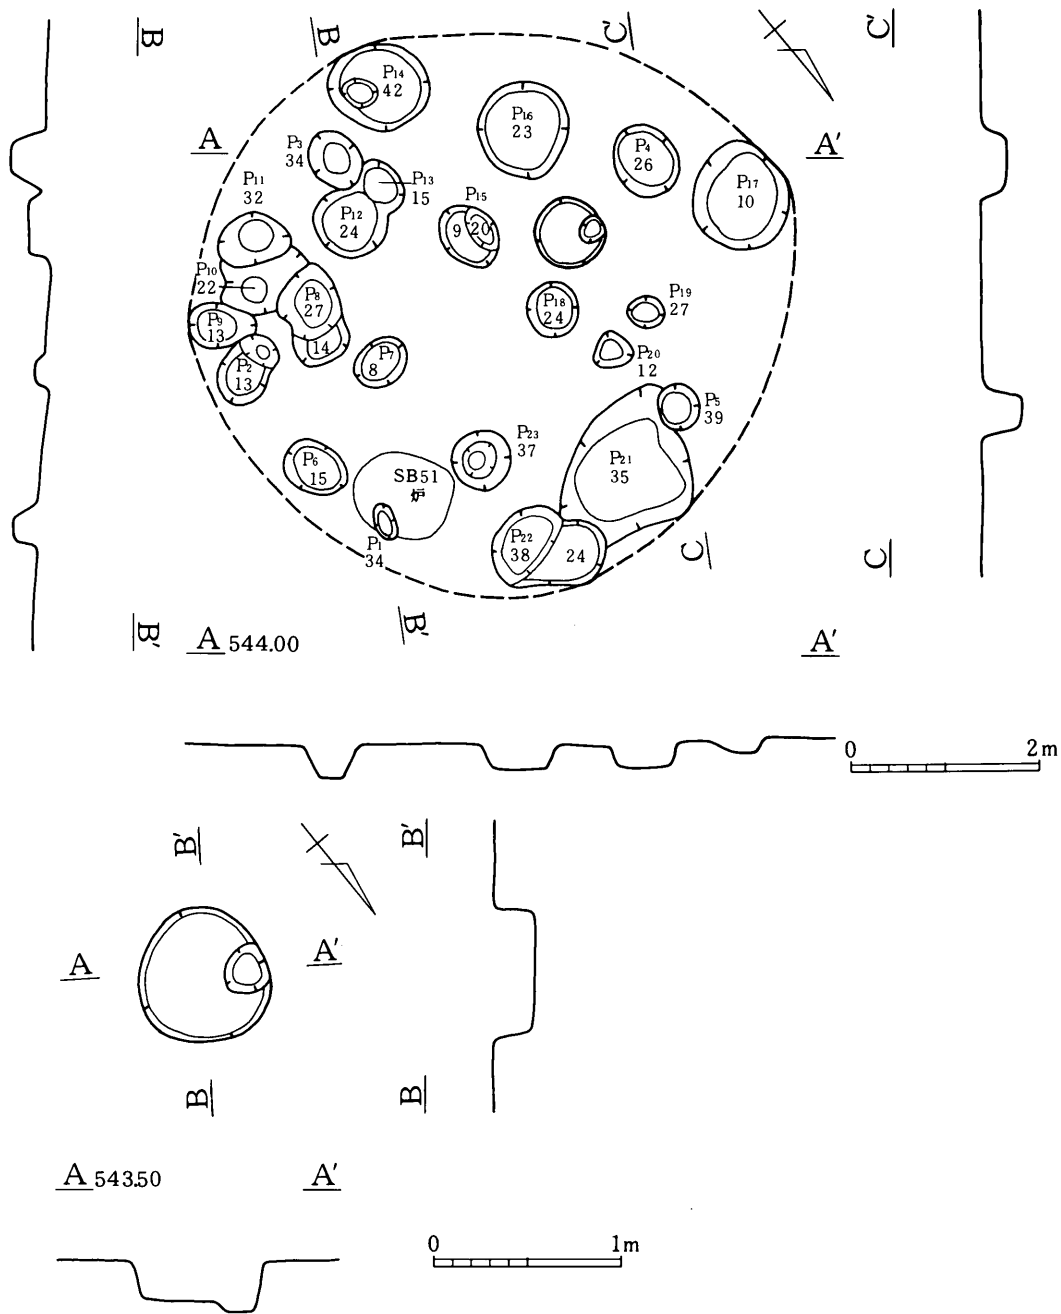 B
B
C'
C'
A
A'
P14
42
P16
23
P4
26
P17
10
P3
34
P13
15
P11
32
P12
24
P15
9 20
P10
22
P8
27
P18
24
P19
27
P9
13
14
P7
8
P20
12
P2
13
P5
39
P23
37
P6
15
SB51
炉
P21
35
P1
34
P22
38
24
C
C
B'
B'
A 544.00
A'
0 2m
B'
B'
A
A'
B
B
A 543.50
A'
0 1m